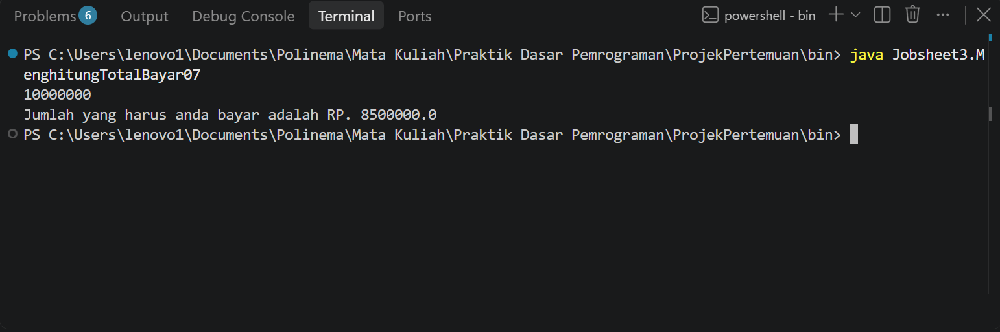 Problems 6 Output Debug Console Terminal Ports powershell - bin
PS C:\Users\lenovo1\Documents\Polinema\Mata Kuliah\Praktik Dasar Pemrograman\ProjekPertemuan\bin> java Jobsheet3.M
enghitungTotalBayar07
10000000
Jumlah yang harus anda bayar adalah RP. 8500000.0
PS C:\Users\lenovo1\Documents\Polinema\Mata Kuliah\Praktik Dasar Pemrograman\ProjekPertemuan\bin>